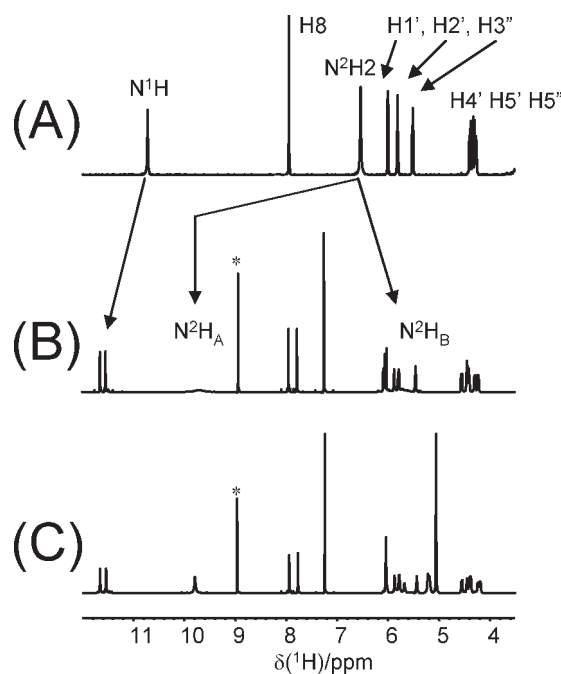 H1’, H2’, H3”
H8
N²H2
N¹H
H4’ H5’ H5”
(A)
*
N²H_A
N²H_B
(B)
*
(C)
11 10 9 8 7 6 5 4
δ(¹H)/ppm